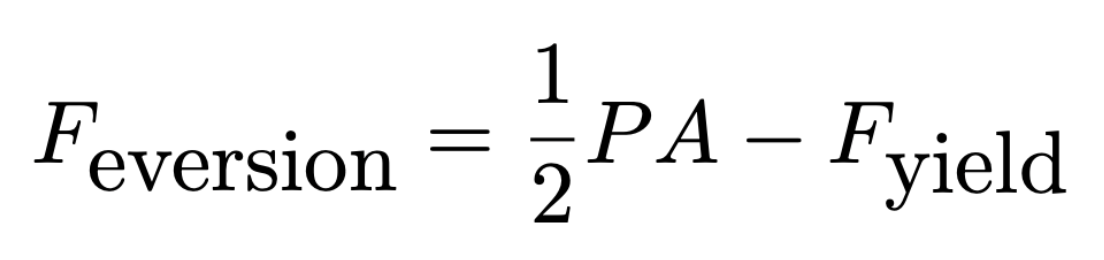 F_eversion = 1/2 PA − F_yield